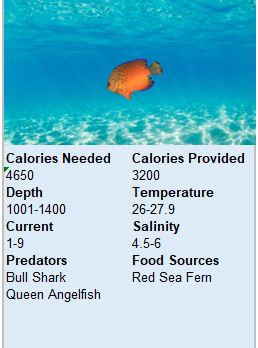 Calories Needed Calories Provided
4650 3200
Depth Temperature
1001-1400 26-27.9
Current Salinity
1-9 4.5-6
Predators Food Sources
Bull Shark Red Sea Fern
Queen Angelfish